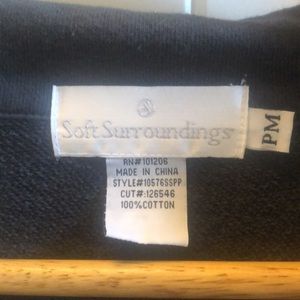 Soft Surroundings
PM
RN#101206
MADE IN CHINA
STYLE#10576SSPP
CUT#:126546
100%COTTON